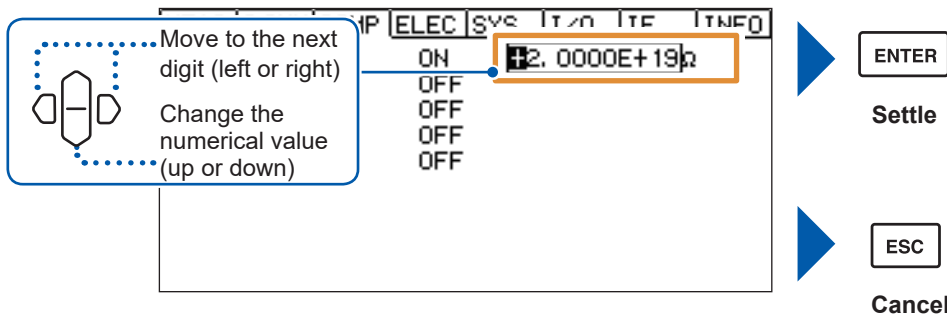 ELEC SYS I/O IF INFO
Move to the next
digit (left or right)
Change the
numerical value
(up or down)
ON
OFF
OFF
OFF
OFF
+2.0000E+19Ω
ENTER
Settle
ESC
Cancel